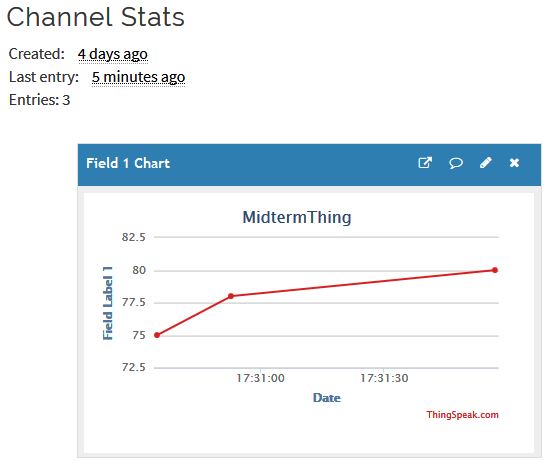 Channel Stats
Created: 4 days ago
Last entry: 5 minutes ago
Entries: 3
Field 1 Chart
MidtermThing
82.5
80
77.5
75
72.5
Field Label 1
17:31:00 17:31:30
Date
ThingSpeak.com